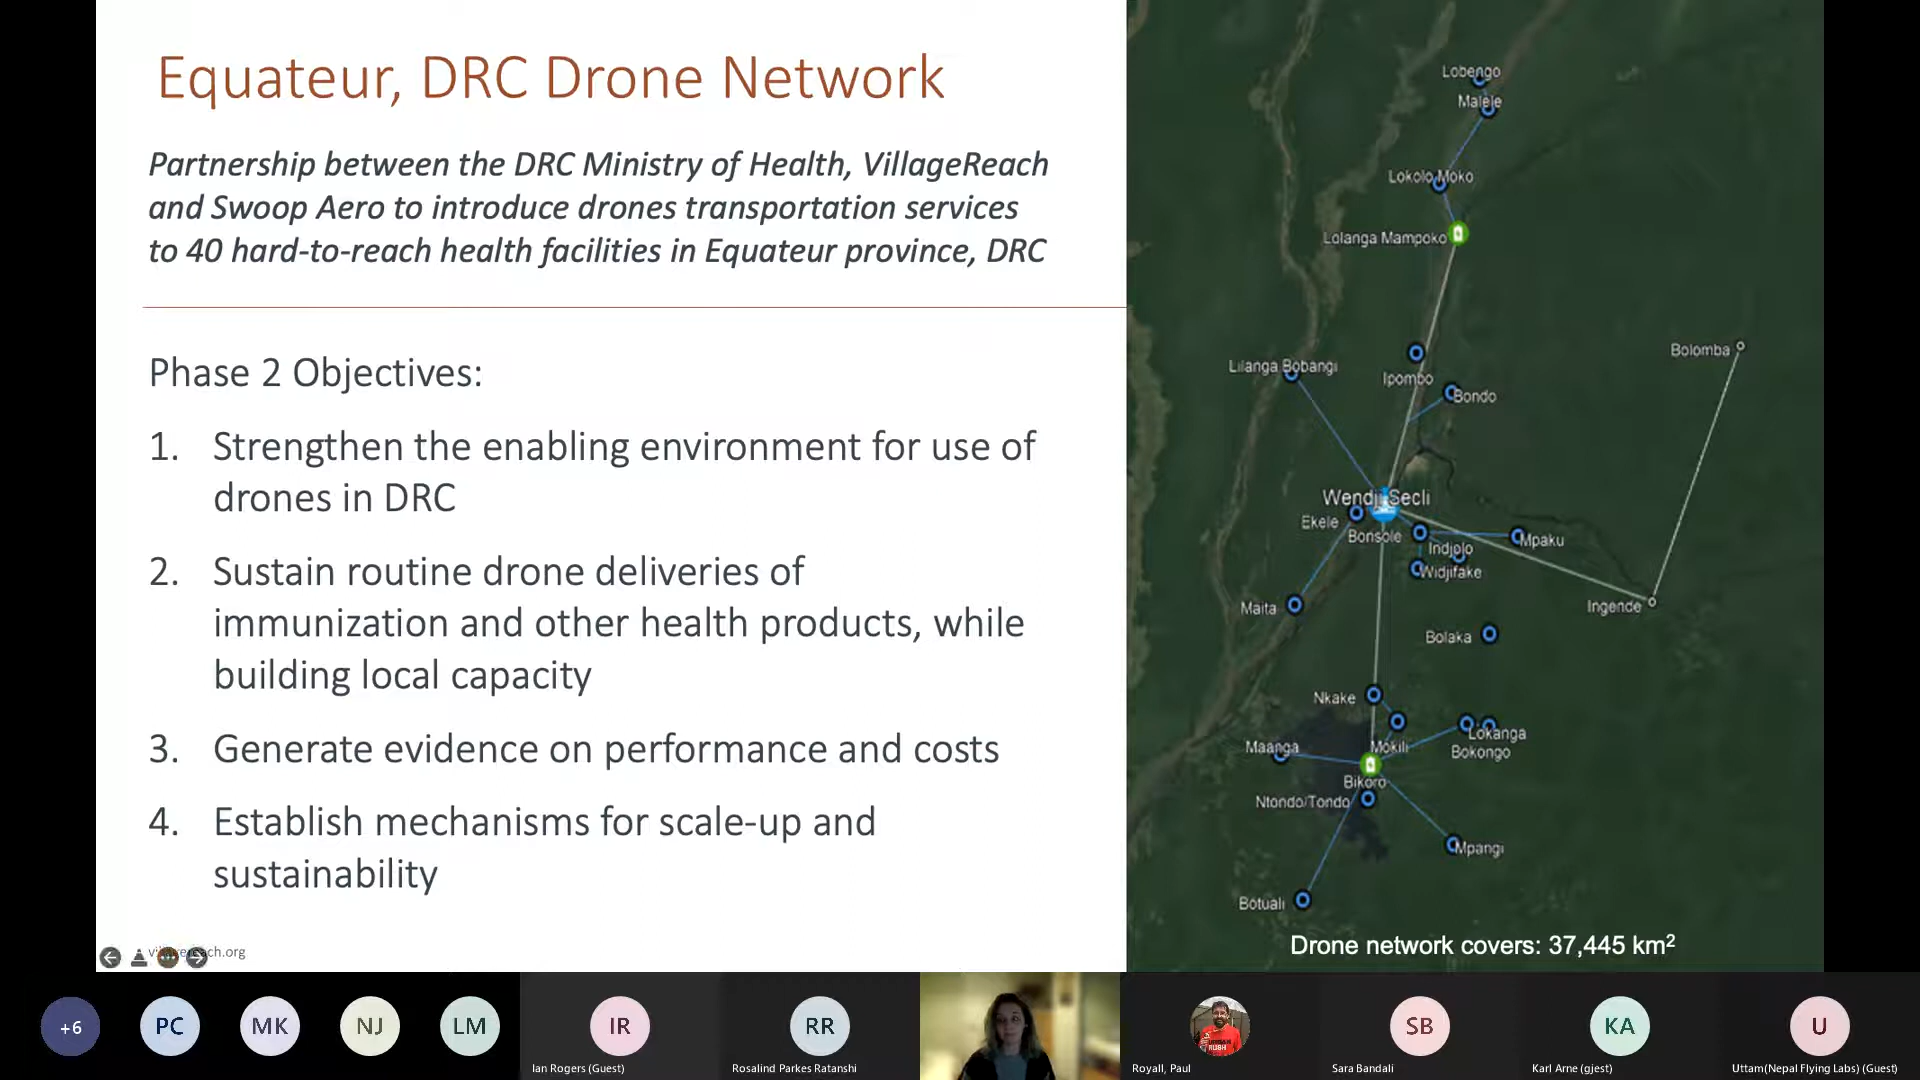 Equateur, DRC Drone Network
Partnership between the DRC Ministry of Health, VillageReach
and Swoop Aero to introduce drones transportation services
to 40 hard-to-reach health facilities in Equateur province, DRC
Phase 2 Objectives:
1. Strengthen the enabling environment for use of
drones in DRC
2. Sustain routine drone deliveries of
immunization and other health products, while
building local capacity
3. Generate evidence on performance and costs
4. Establish mechanisms for scale-up and
sustainability
villagereach.org
Lobengo
Malele
Lokolo Moko
Lolanga Mampoko
Bolomba
Lilanga Bobangi
Ipombo
Bondo
Wendji Secli
Ekele
Bonsole
Mpaku
Indjolo
Widjifake
Maita
Ingende
Bolaka
Nkake
Lokanga
Maanga
Mokili
Bokongo
Bikoro
Ntondo/Tondo
Mpangi
Botuali
Drone network covers: 37,445 km²
+6
PC
MK
NJ
LM
IR
RR
SB
KA
U
Ian Rogers (Guest)
Rosalind Parkes Ratanshi
Royall, Paul
Sara Bandali
Karl Arne (gjest)
Uttam(Nepal Flying Labs) (Guest)